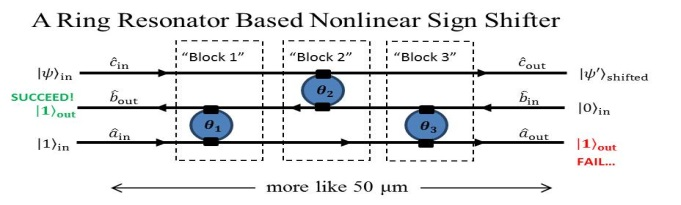 A Ring Resonator Based Nonlinear Sign Shifter
"Block 1" "Block 2" "Block 3"
|ψ⟩in ĉin ĉout |ψ′⟩shifted
θ2
SUCCEED!
|1⟩out b̂out b̂in |0⟩in
θ1 θ3
|1⟩in âin âout |1⟩out
FAIL...
more like 50 μm